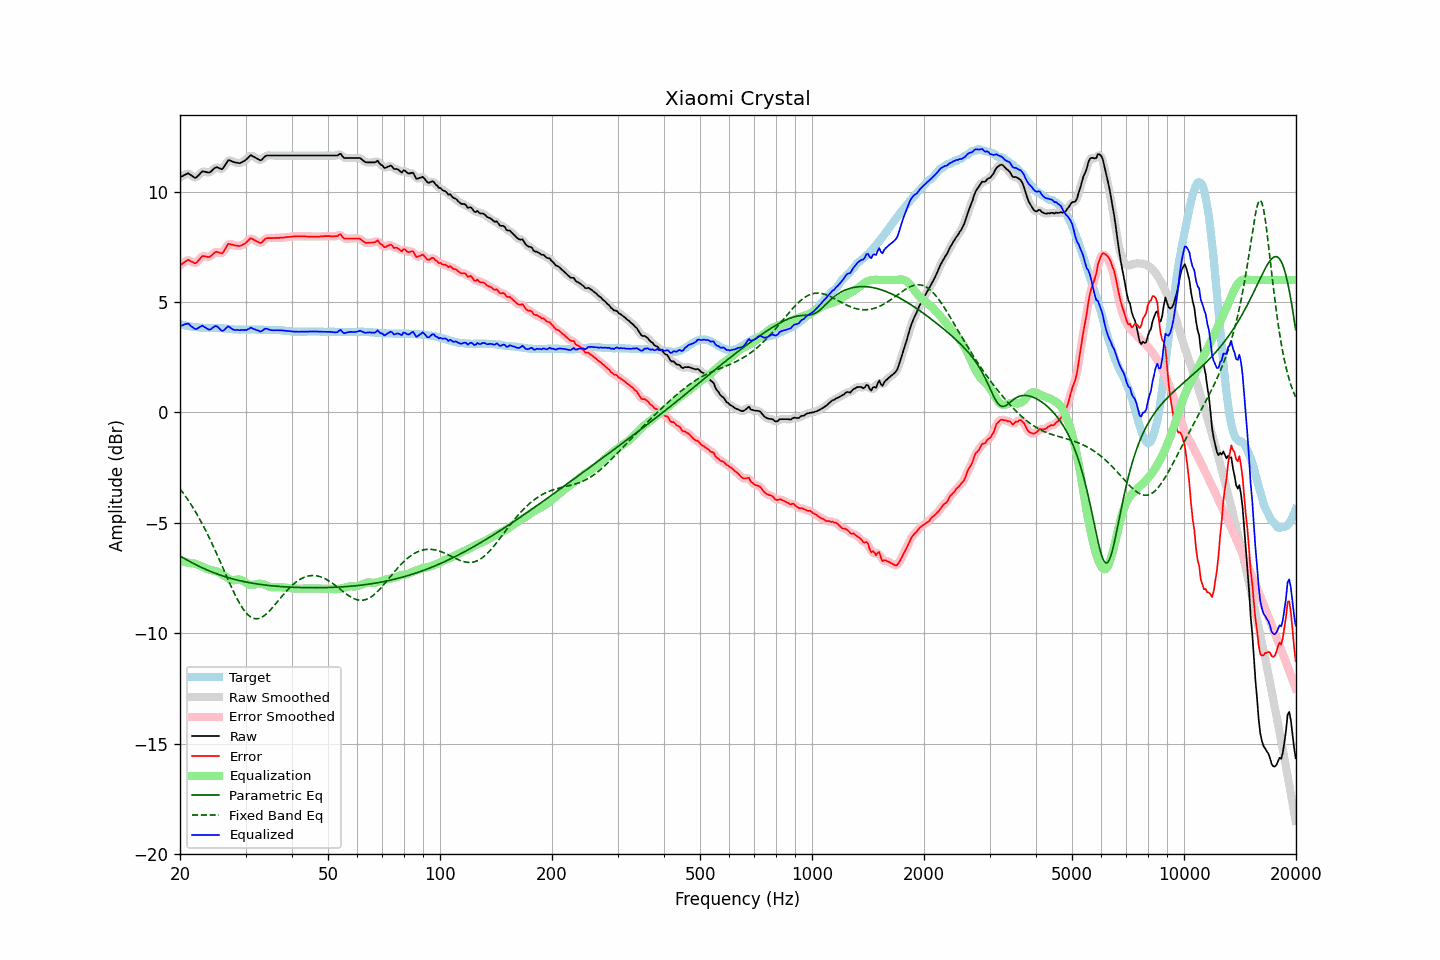 Xiaomi Crystal
Amplitude (dBr)
10
5
0
−5
−10
−15
−20
Target
Raw Smoothed
Error Smoothed
Raw
Error
Equalization
Parametric Eq
Fixed Band Eq
Equalized
20 50 100 200 500 1000 2000 5000 10000 20000
Frequency (Hz)